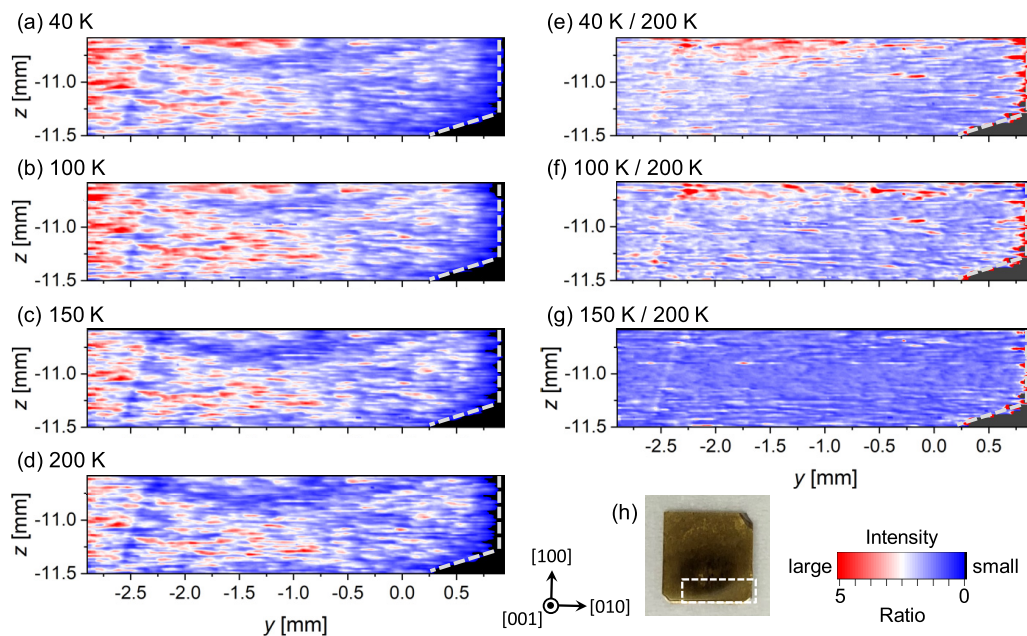 (a) 40 K
z [mm]
-11.0
-11.5
(b) 100 K
z [mm]
-11.0
-11.5
(c) 150 K
z [mm]
-11.0
-11.5
(d) 200 K
z [mm]
-11.0
-11.5
-2.5 -2.0 -1.5 -1.0 -0.5 0.0 0.5
y [mm]
(e) 40 K / 200 K
z [mm]
-11.0
-11.5
(f) 100 K / 200 K
z [mm]
-11.0
-11.5
(g) 150 K / 200 K
z [mm]
-11.0
-11.5
-2.5 -2.0 -1.5 -1.0 -0.5 0.0 0.5
y [mm]
[100]
[001]
[010]
(h)
Intensity
large small
5 0
Ratio